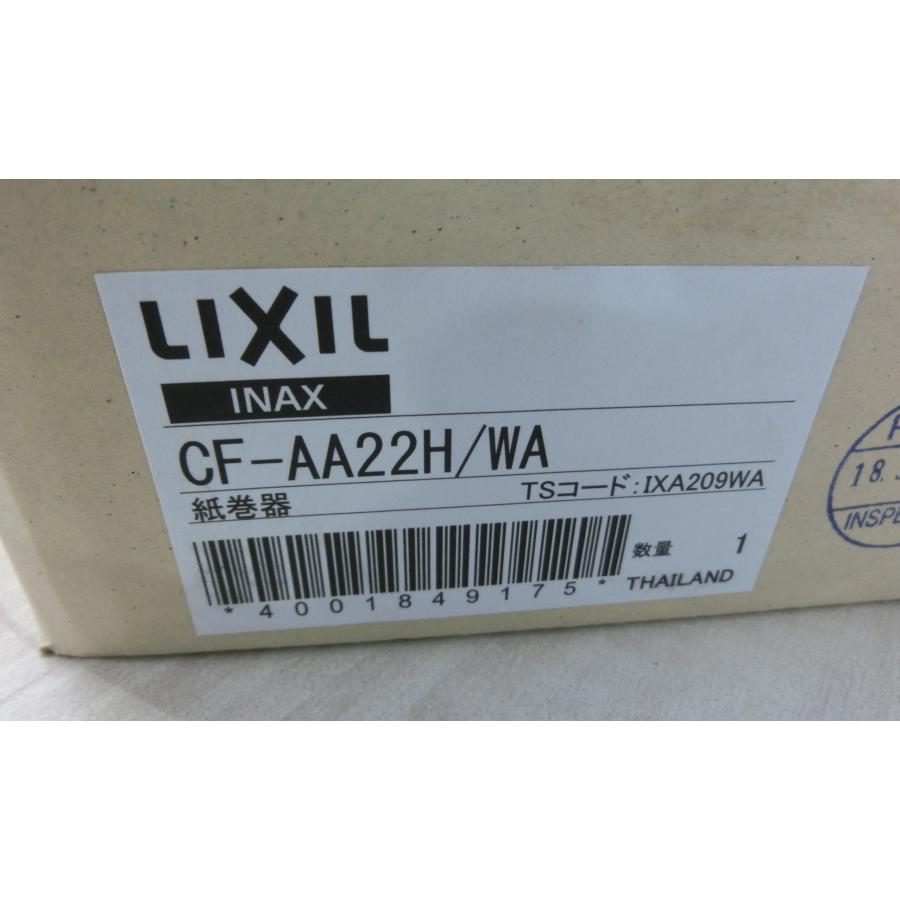 LIXIL
INAX
CF-AA22H/WA
TSコード:IXA209WA
紙巻器
数量 1
*4001849175*
THAILAND
18.
INSPE